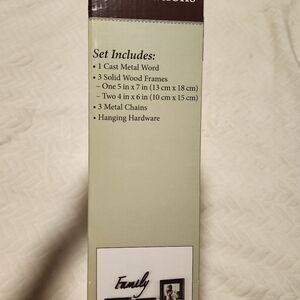 Set Includes:
• 1 Cast Metal Word
• 3 Solid Wood Frames
– One 5 in x 7 in (13 cm x 18 cm)
– Two 4 in x 6 in (10 cm x 15 cm)
• 3 Metal Chains
• Hanging Hardware
Family